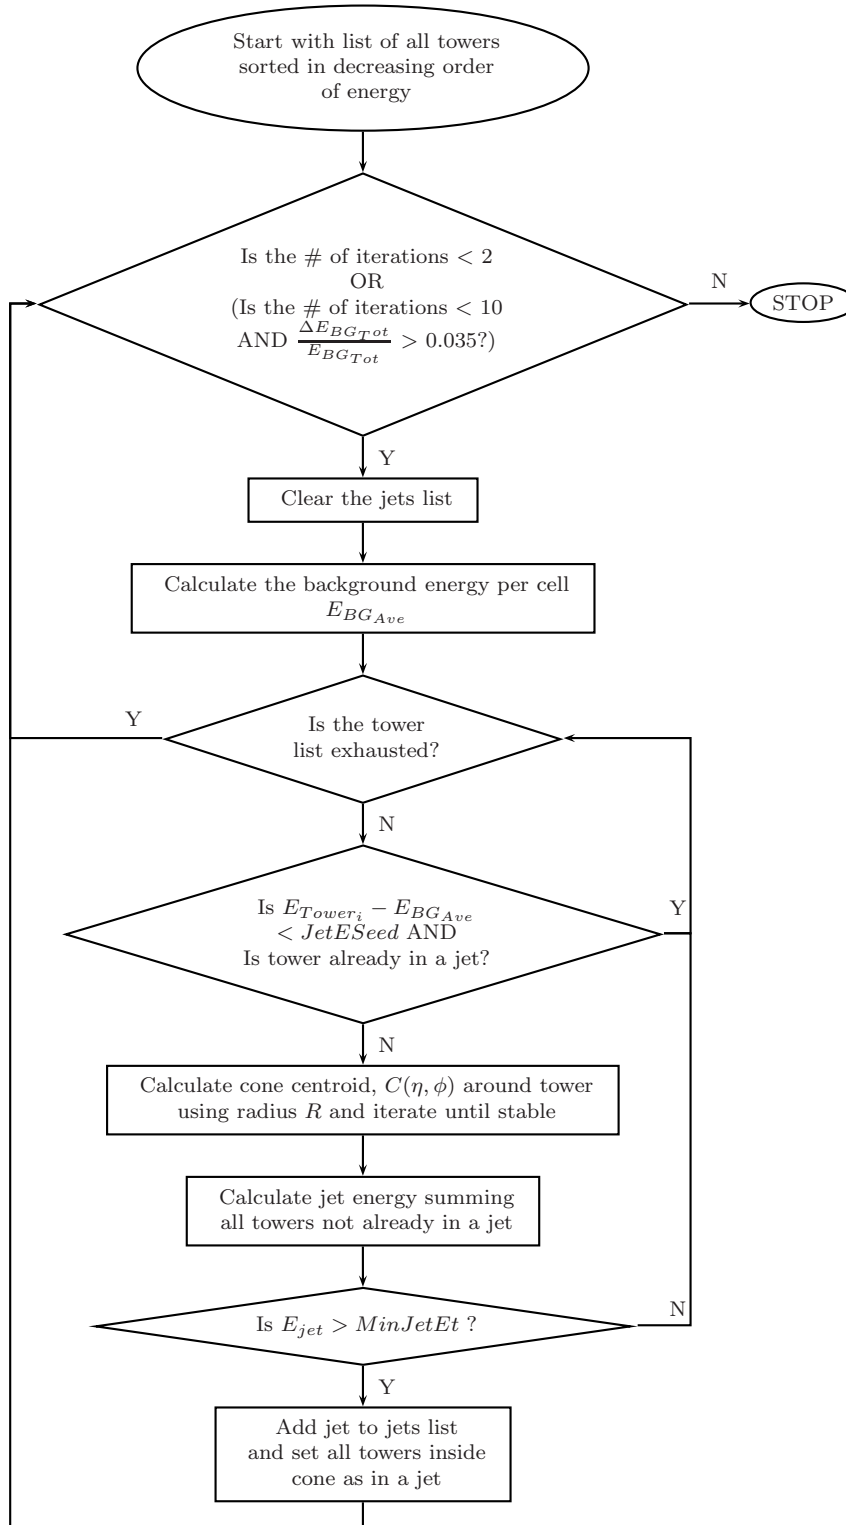 Start with list of all towers
sorted in decreasing order
of energy
Is the # of iterations < 2
OR
(Is the # of iterations < 10
AND ΔE_{BG_{Tot}}/E_{BG_{Tot}} > 0.035?)
N
STOP
Y
Clear the jets list
Calculate the background energy per cell
E_{BG_{Ave}}
Y
Is the tower
list exhausted?
N
Is E_{Tower_i} − E_{BG_{Ave}}
< JetESeed AND
Is tower already in a jet?
Y
N
Calculate cone centroid, C(η, ϕ) around tower
using radius R and iterate until stable
Calculate jet energy summing
all towers not already in a jet
Is E_{jet} > MinJetEt ?
N
Y
Add jet to jets list
and set all towers inside
cone as in a jet